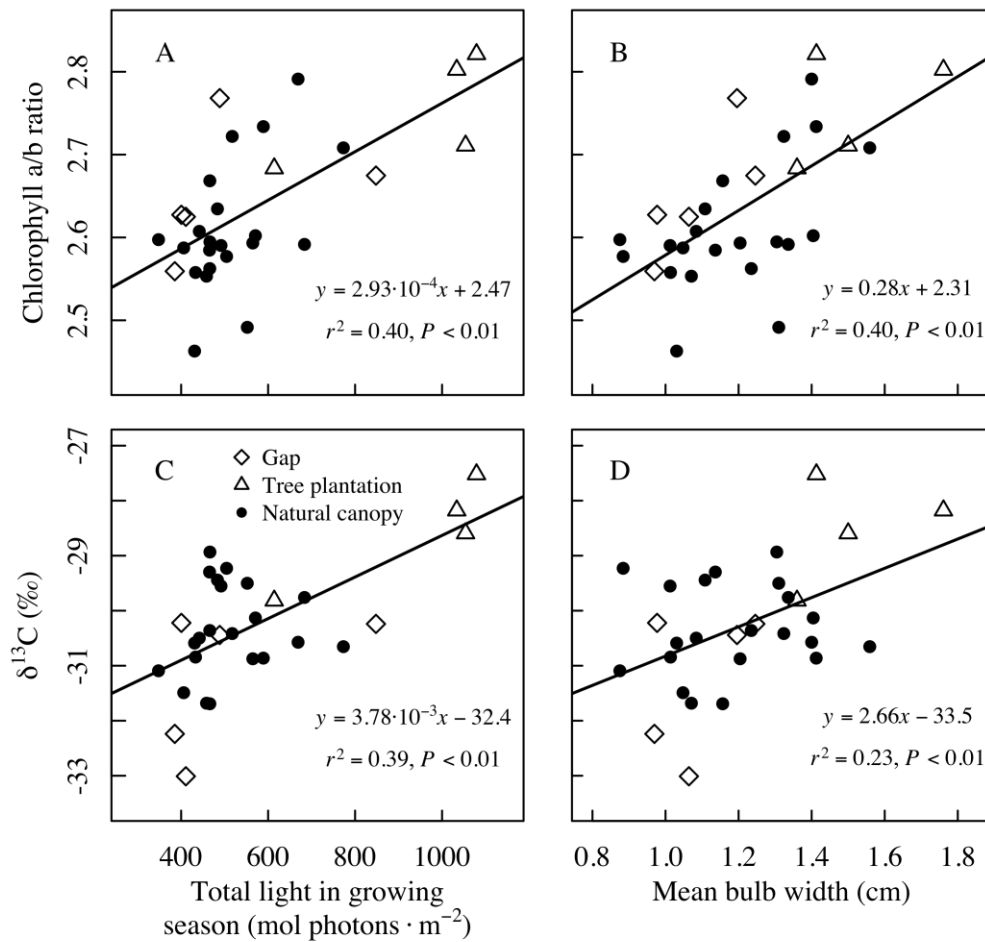 A
B
Chlorophyll a/b ratio
2.8
2.7
2.6
2.5
y = 2.93·10⁻⁴x + 2.47
r² = 0.40, P < 0.01
y = 0.28x + 2.31
r² = 0.40, P < 0.01
C
D
Gap
Tree plantation
Natural canopy
δ¹³C (‰)
-27
-29
-31
-33
y = 3.78·10⁻³x − 32.4
r² = 0.39, P < 0.01
y = 2.66x − 33.5
r² = 0.23, P < 0.01
400 600 800 1000
0.8 1.0 1.2 1.4 1.6 1.8
Total light in growing
season (mol photons · m⁻²)
Mean bulb width (cm)